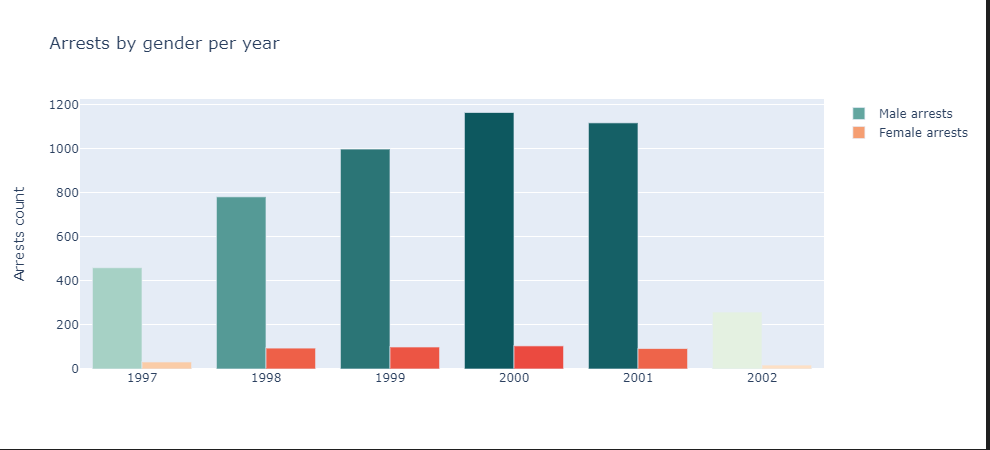 Arrests by gender per year
Male arrests
Female arrests
Arrests count
1200
1000
800
600
400
200
0
1997 1998 1999 2000 2001 2002